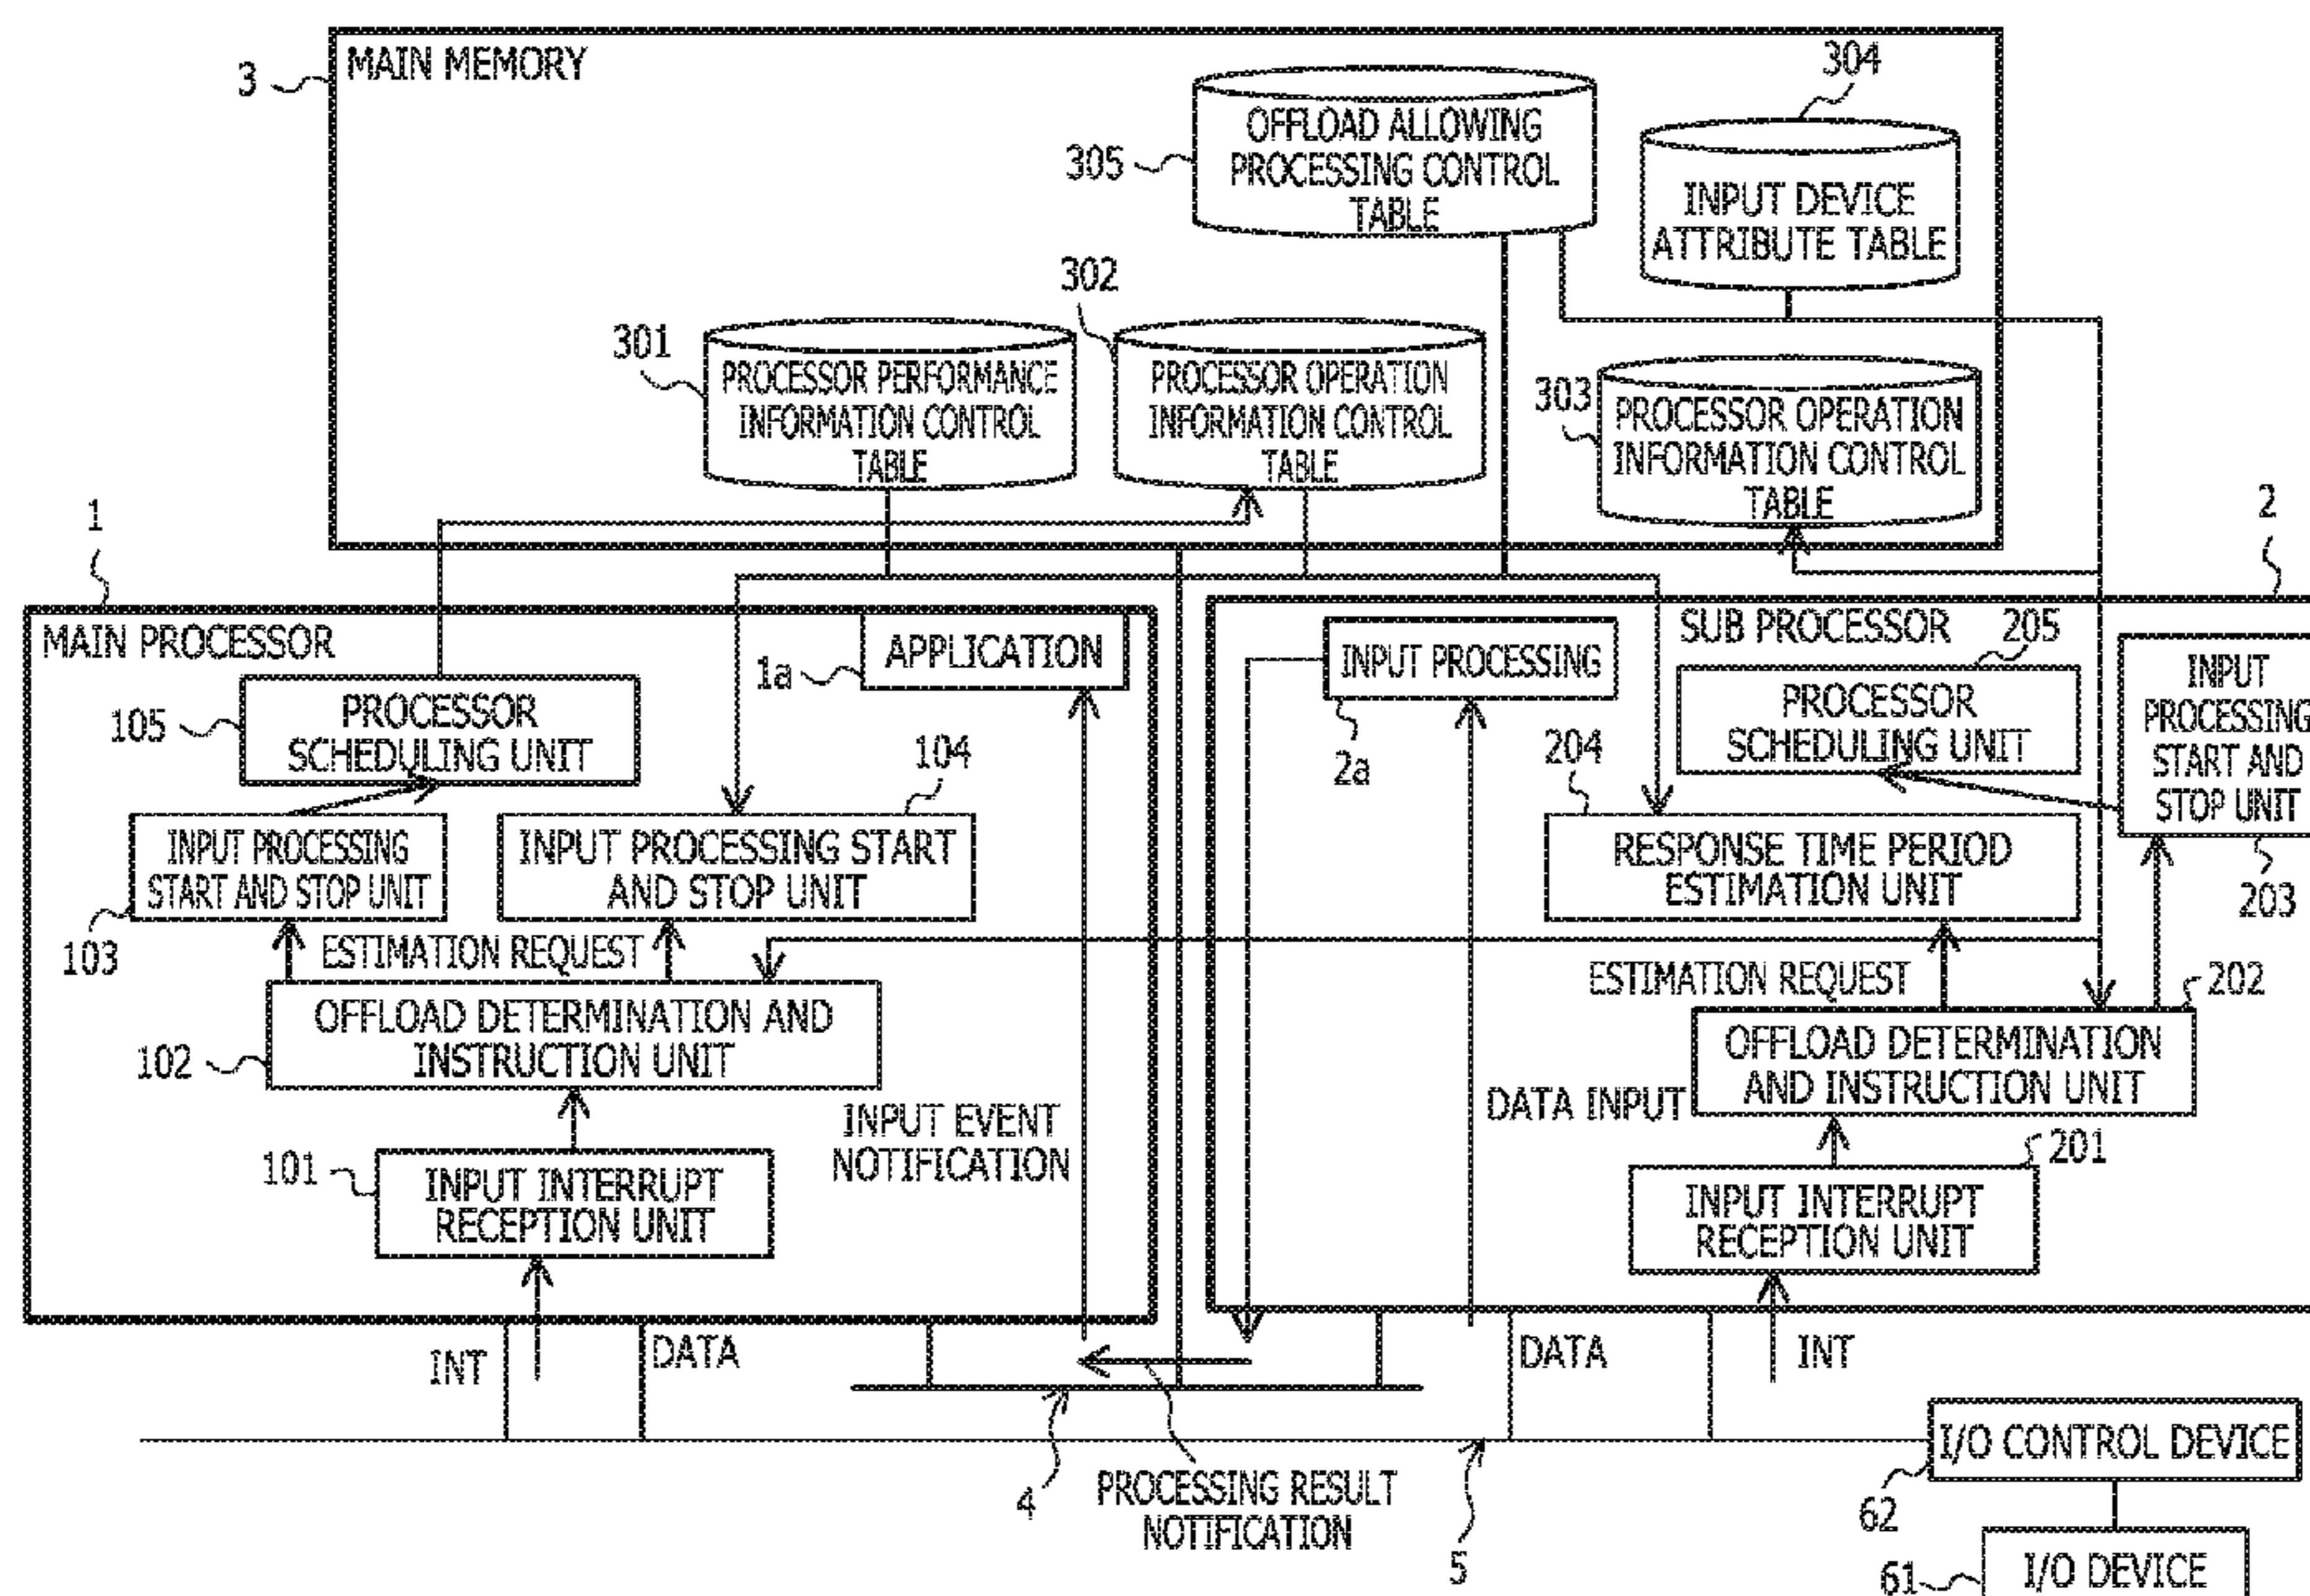 3
MAIN MEMORY
304
305
OFFLOAD ALLOWING
PROCESSING CONTROL
TABLE
INPUT DEVICE
ATTRIBUTE TABLE
302
301
PROCESSOR PERFORMANCE
INFORMATION CONTROL
TABLE
PROCESSOR OPERATION
INFORMATION CONTROL
TABLE
303
PROCESSOR OPERATION
INFORMATION CONTROL
TABLE
1
2
MAIN PROCESSOR
1a
APPLICATION
105
PROCESSOR
SCHEDULING UNIT
104
INPUT PROCESSING
START AND STOP UNIT
103
INPUT PROCESSING START
AND STOP UNIT
ESTIMATION REQUEST
102
OFFLOAD DETERMINATION AND
INSTRUCTION UNIT
INPUT EVENT
NOTIFICATION
101
INPUT INTERRUPT
RECEPTION UNIT
SUB PROCESSOR
205
INPUT PROCESSING
2a
PROCESSOR
SCHEDULING UNIT
INPUT
PROCESSING
START AND
STOP UNIT
203
204
RESPONSE TIME PERIOD
ESTIMATION UNIT
ESTIMATION REQUEST
202
OFFLOAD DETERMINATION
AND INSTRUCTION UNIT
DATA INPUT
201
INPUT INTERRUPT
RECEPTION UNIT
INT
DATA
DATA
INT
4
PROCESSING RESULT
NOTIFICATION
5
I/O CONTROL DEVICE
62
I/O DEVICE
61